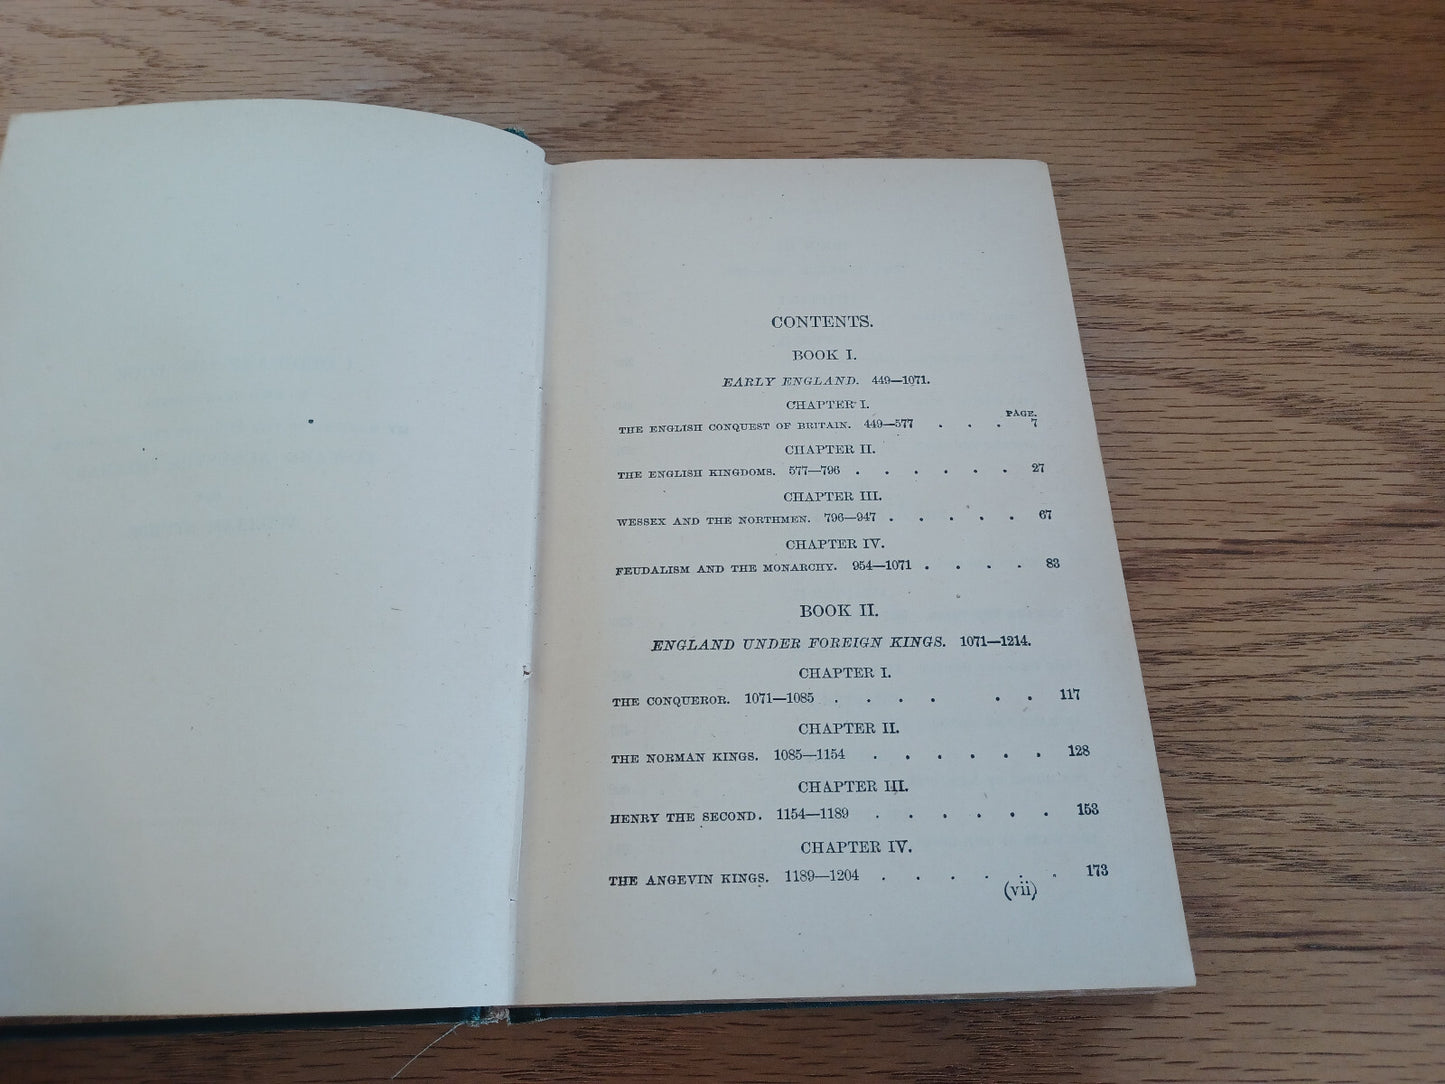 CONTENTS.
BOOK I.
EARLY ENGLAND. 449—1071.
CHAPTER I.
PAGE.
THE ENGLISH CONQUEST OF BRITAIN. 449—577 . . . 7
CHAPTER II.
THE ENGLISH KINGDOMS. 577—796 . . . . . . 27
CHAPTER III.
WESSEX AND THE NORTHMEN. 796—947 . . . . . 67
CHAPTER IV.
FEUDALISM AND THE MONARCHY. 954—1071 . . . . 83
BOOK II.
ENGLAND UNDER FOREIGN KINGS. 1071—1214.
CHAPTER I.
THE CONQUEROR. 1071—1085 . . . . . . 117
CHAPTER II.
THE NORMAN KINGS. 1085—1154 . . . . . . 128
CHAPTER III.
HENRY THE SECOND. 1154—1189 . . . . . . 153
CHAPTER IV.
THE ANGEVIN KINGS. 1189—1204 . . . . . . 173
(vii)